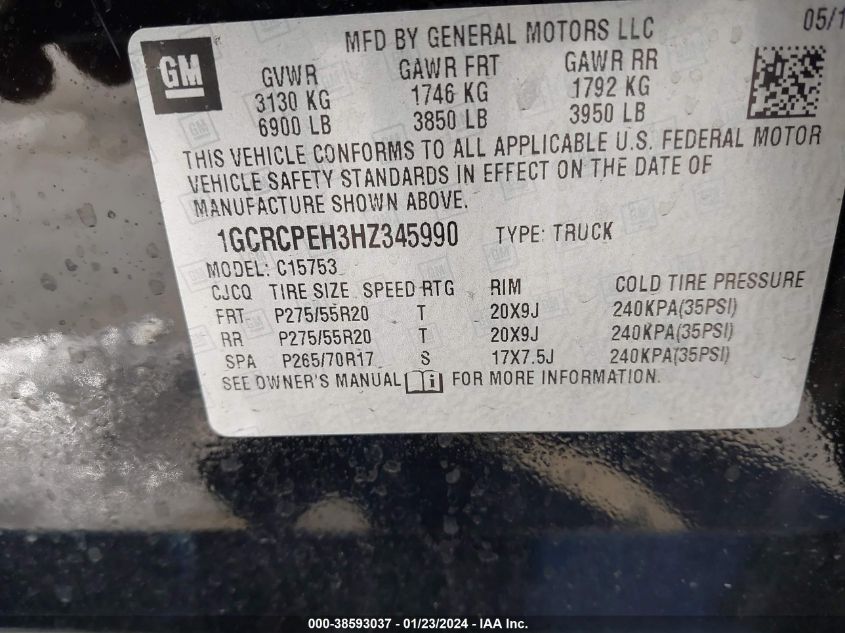 MFD BY GENERAL MOTORS LLC 05/1
GM
GVWR GAWR FRT GAWR RR
3130 KG 1746 KG 1792 KG
6900 LB 3850 LB 3950 LB
THIS VEHICLE CONFORMS TO ALL APPLICABLE U.S. FEDERAL MOTOR
VEHICLE SAFETY STANDARDS IN EFFECT ON THE DATE OF
MANUFACTURE SHOWN ABOVE.
1GCRCPEH3HZ345990 TYPE: TRUCK
MODEL: C15753
CJCQ TIRE SIZE SPEED RTG RIM COLD TIRE PRESSURE
FRT P275/55R20 T 20X9J 240KPA(35PSI)
RR P275/55R20 T 20X9J 240KPA(35PSI)
SPA P265/70R17 S 17X7.5J 240KPA(35PSI)
SEE OWNER'S MANUAL i FOR MORE INFORMATION.
000-38593037 - 01/23/2024 - IAA Inc.